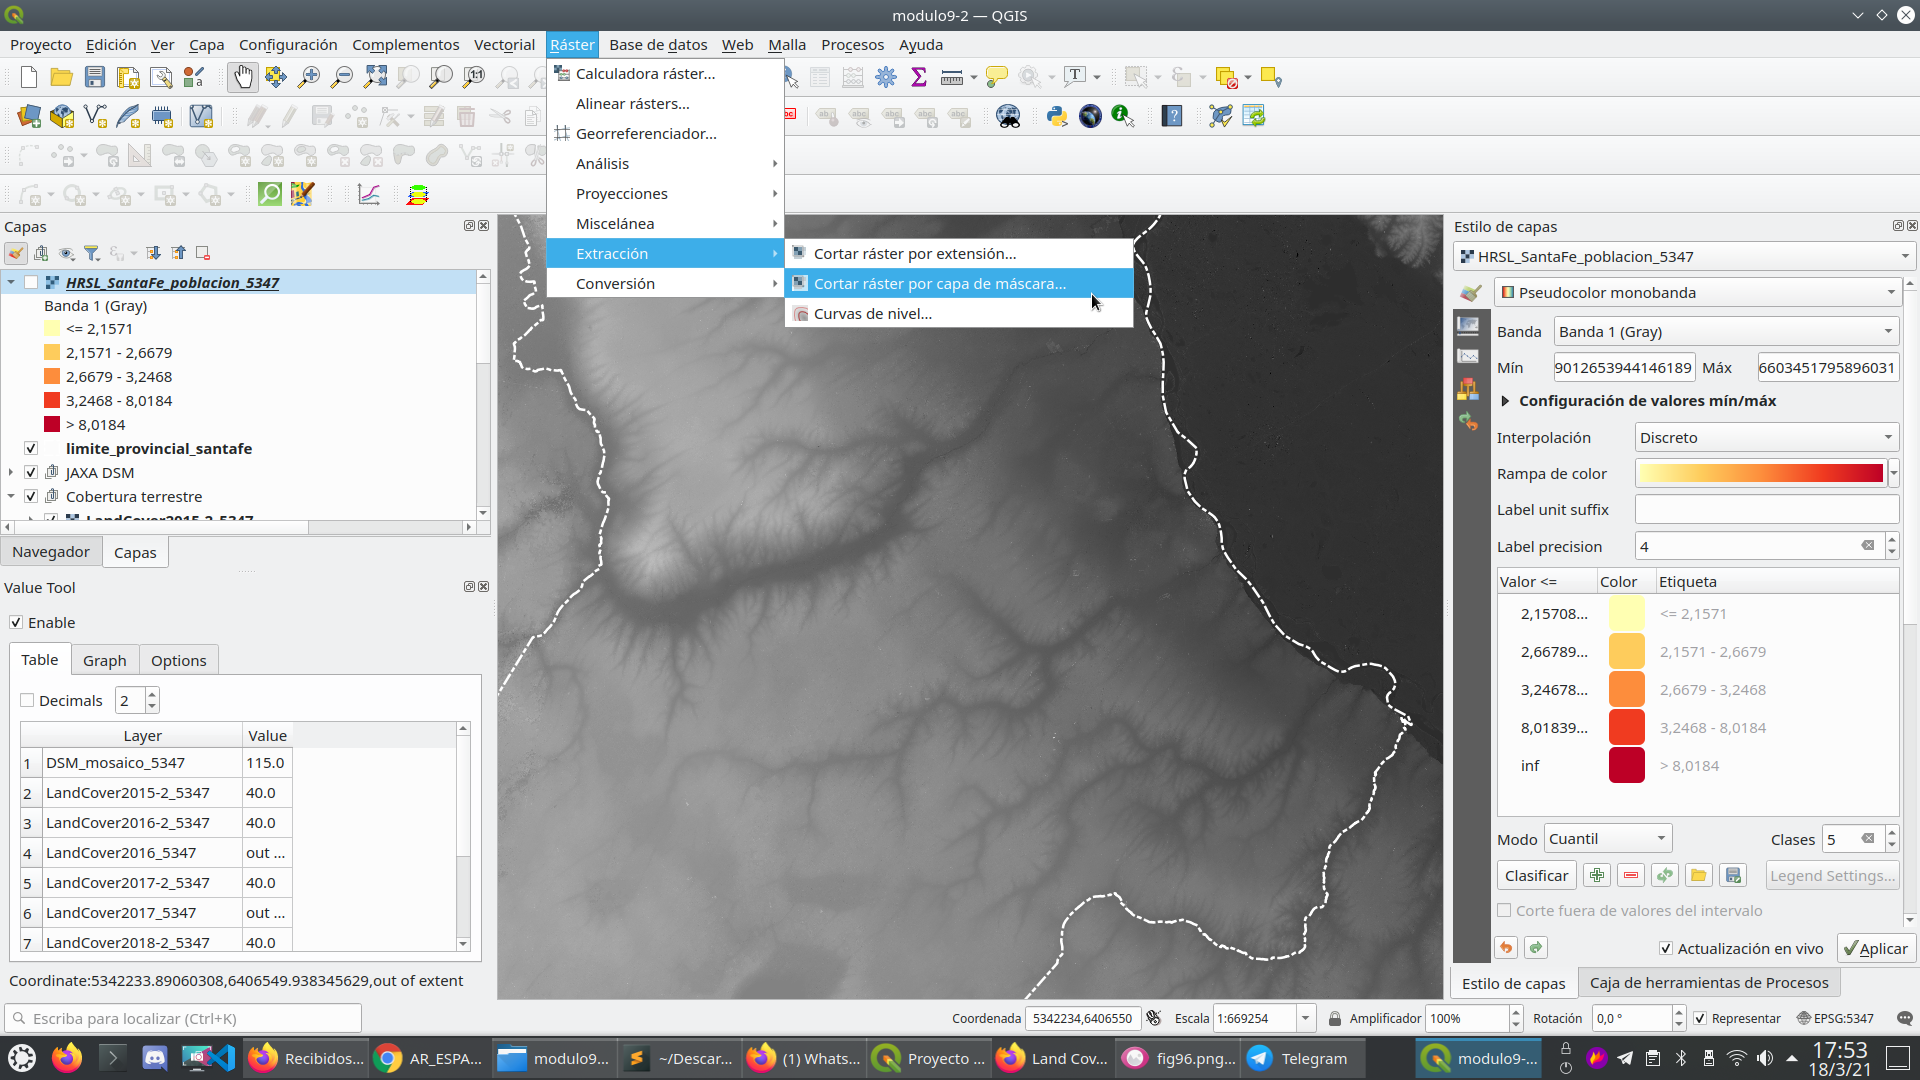 modulo9-2 — QGIS
Proyecto Edición Ver Capa Configuración Complementos Vectorial Ráster Base de datos Web Malla Procesos Ayuda
Calculadora ráster...
Alinear rásters...
Georreferenciador...
Análisis
Proyecciones
Miscelánea
Extracción
Conversión
Cortar ráster por extensión...
Cortar ráster por capa de máscara...
Curvas de nivel...
Capas
HRSL_SantaFe_poblacion_5347
Banda 1 (Gray)
<= 2,1571
2,1571 - 2,6679
2,6679 - 3,2468
3,2468 - 8,0184
> 8,0184
limite_provincial_santafe
JAXA DSM
Cobertura terrestre
LandCover2015-2_5347
Navegador Capas
Value Tool
Enable
Table Graph Options
Decimals 2
Layer Value
1 DSM_mosaico_5347 115.0
2 LandCover2015-2_5347 40.0
3 LandCover2016-2_5347 40.0
4 LandCover2016_5347 out ...
5 LandCover2017-2_5347 40.0
6 LandCover2017_5347 out ...
7 LandCover2018-2_5347 40.0
Coordinate:5342233.89060308,6406549.938345629,out of extent
Estilo de capas
HRSL_SantaFe_poblacion_5347
Pseudocolor monobanda
Banda Banda 1 (Gray)
Mín 9012653944146189 Máx 6603451795896031
Configuración de valores mín/máx
Interpolación Discreto
Rampa de color
Label unit suffix
Label precision 4
Valor <= Color Etiqueta
2,15708... <= 2,1571
2,66789... 2,1571 - 2,6679
3,24678... 2,6679 - 3,2468
8,01839... 3,2468 - 8,0184
inf > 8,0184
Modo Cuantil Clases 5
Clasificar Legend Settings...
Corte fuera de valores del intervalo
Actualización en vivo Aplicar
Estilo de capas Caja de herramientas de Procesos
Escriba para localizar (Ctrl+K) Coordenada 5342234,6406550 Escala 1:669254 Amplificador 100% Rotación 0,0 ° Representar EPSG:5347
Recibidos... AR_ESPA... modulo9... ~/Descar... (1) Whats... Proyecto ... Land Cov... fig96.png... Telegram modulo9-... 17:53
18/3/21